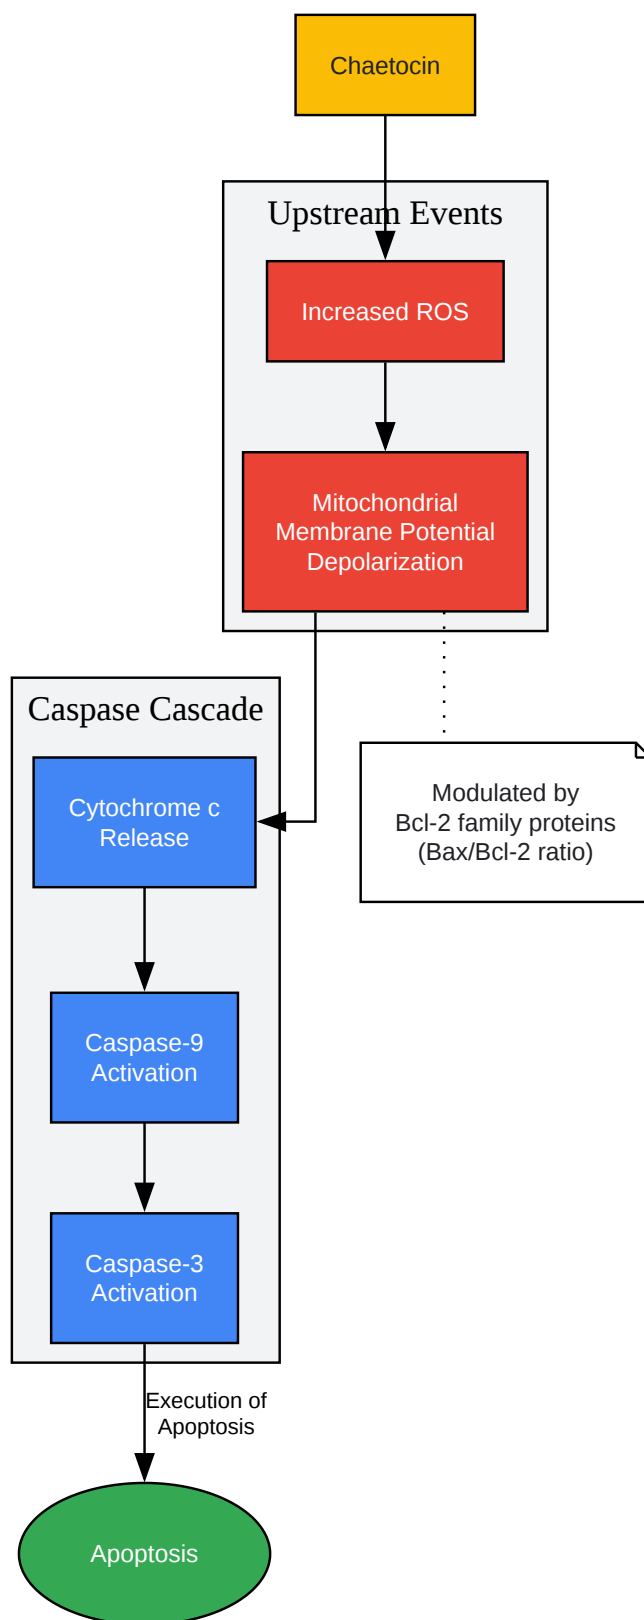 Chaetocin
Upstream Events
Increased ROS
Mitochondrial
Membrane Potential
Depolarization
Caspase Cascade
Cytochrome c
Release
Modulated by
Bcl-2 family proteins
(Bax/Bcl-2 ratio)
Caspase-9
Activation
Caspase-3
Activation
Execution of
Apoptosis
Apoptosis